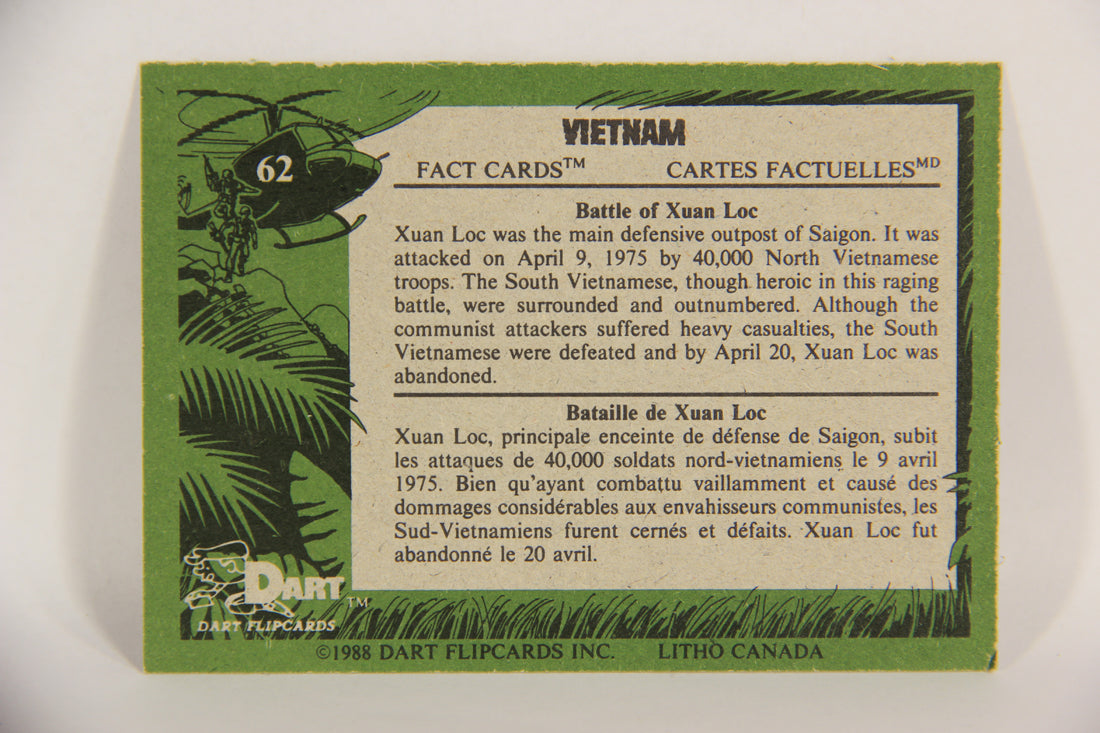 62
VIETNAM
FACT CARDS™ CARTES FACTUELLES MD
Battle of Xuan Loc
Xuan Loc was the main defensive outpost of Saigon. It was
attacked on April 9, 1975 by 40,000 North Vietnamese
troops. The South Vietnamese, though heroic in this raging
battle, were surrounded and outnumbered. Although the
communist attackers suffered heavy casualties, the South
Vietnamese were defeated and by April 20, Xuan Loc was
abandoned.
Bataille de Xuan Loc
Xuan Loc, principale enceinte de défense de Saigon, subit
les attaques de 40,000 soldats nord-vietnamiens le 9 avril
1975. Bien qu'ayant combattu vaillamment et causé des
dommages considérables aux envahisseurs communistes, les
Sud-Vietnamiens furent cernés et défaits. Xuan Loc fut
abandonné le 20 avril.
DART™
DART FLIPCARDS
©1988 DART FLIPCARDS INC. LITHO CANADA